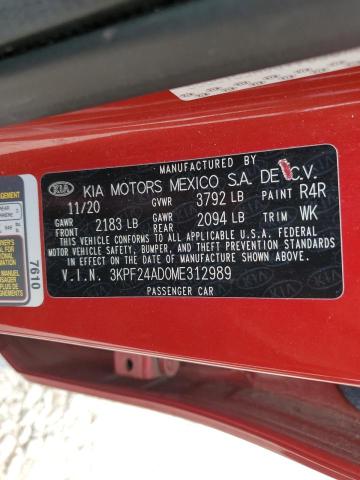 MANUFACTURED BY
KIA KIA MOTORS MEXICO S.A. DE C.V.
11/20 GVWR 3792 LB PAINT R4R
GAWR FRONT 2183 LB GAWR REAR 2094 LB TRIM WK
THIS VEHICLE CONFORMS TO ALL APPLICABLE U.S. FEDERAL
MOTOR VEHICLE SAFETY, BUMPER, AND THEFT PREVENTION STANDARDS
IN EFFECT ON THE DATE OF MANUFACTURE SHOWN ABOVE.
V.I.N. 3KPF24AD0ME312989
PASSENGER CAR
7610